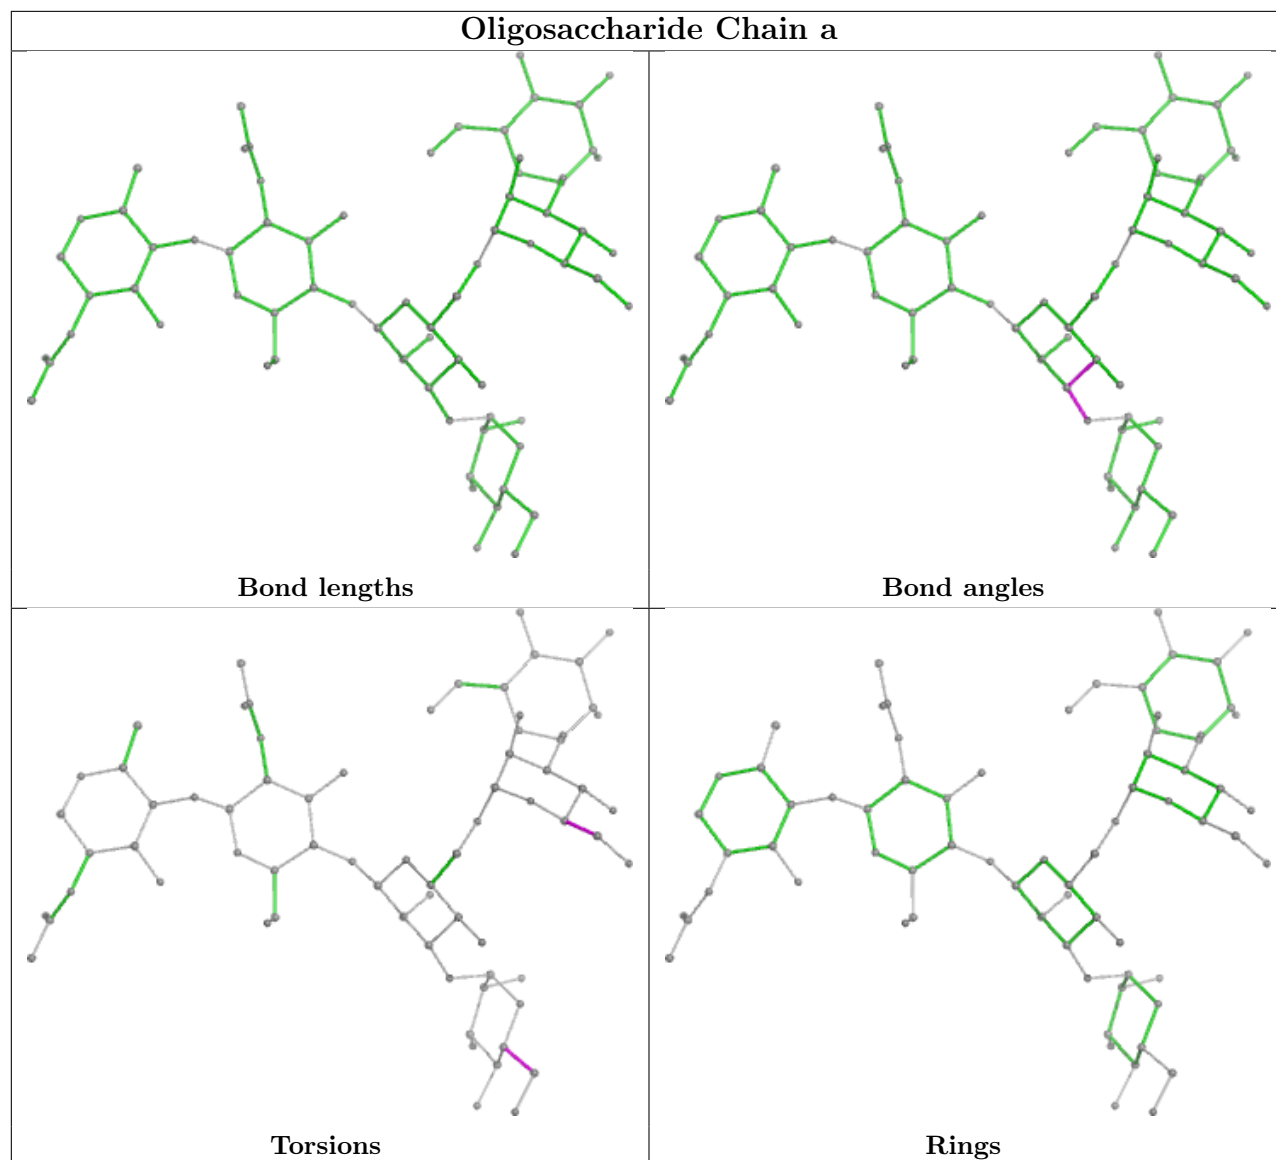 Oligosaccharide Chain a
Bond lengths
Bond angles
Torsions
Rings